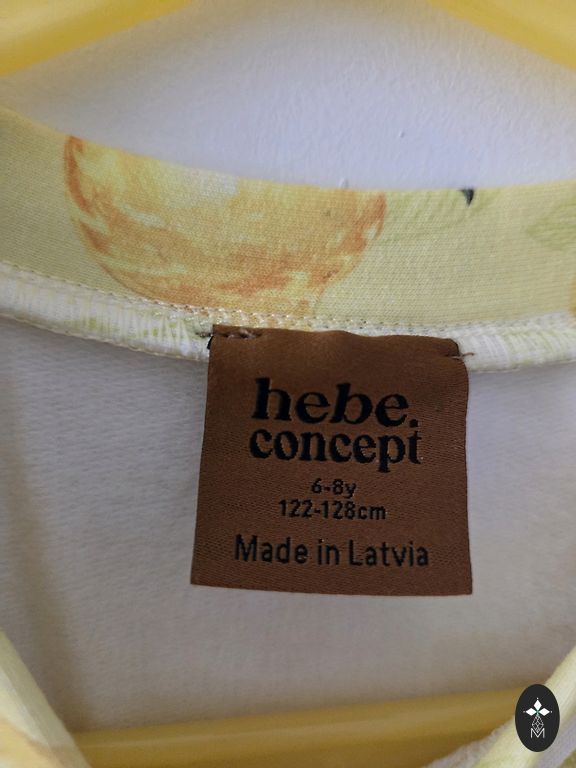 hebe.
concept
6-8y
122-128cm
Made in Latvia
M